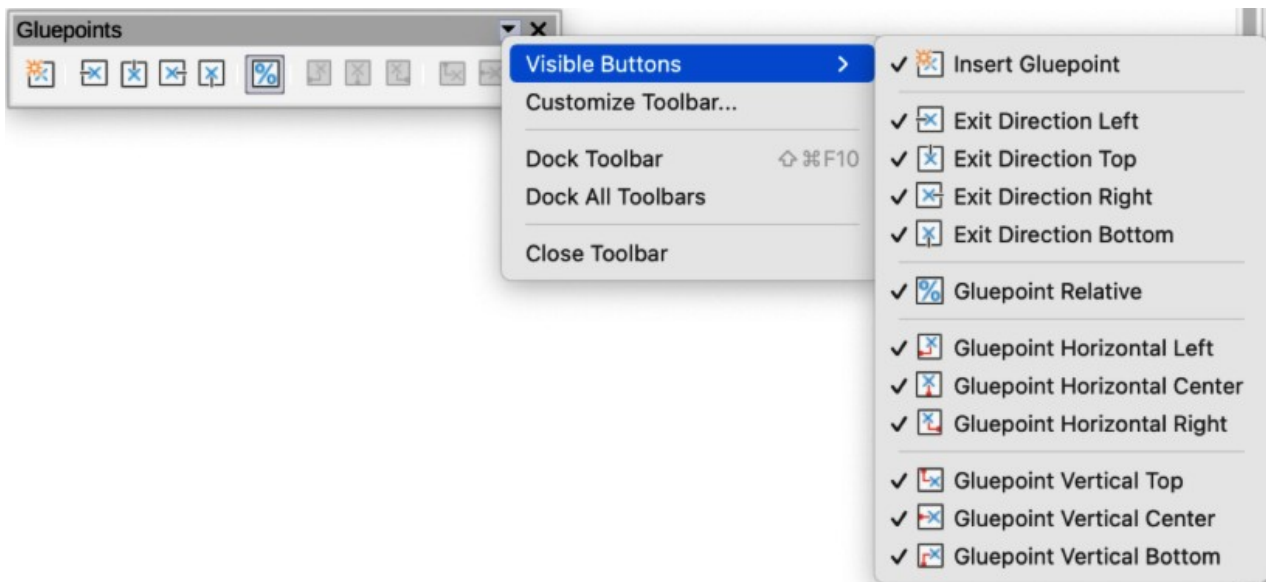 Gluepoints
Visible Buttons
Customize Toolbar...
Dock Toolbar ⇧⌘F10
Dock All Toolbars
Close Toolbar
Insert Gluepoint
Exit Direction Left
Exit Direction Top
Exit Direction Right
Exit Direction Bottom
Gluepoint Relative
Gluepoint Horizontal Left
Gluepoint Horizontal Center
Gluepoint Horizontal Right
Gluepoint Vertical Top
Gluepoint Vertical Center
Gluepoint Vertical Bottom